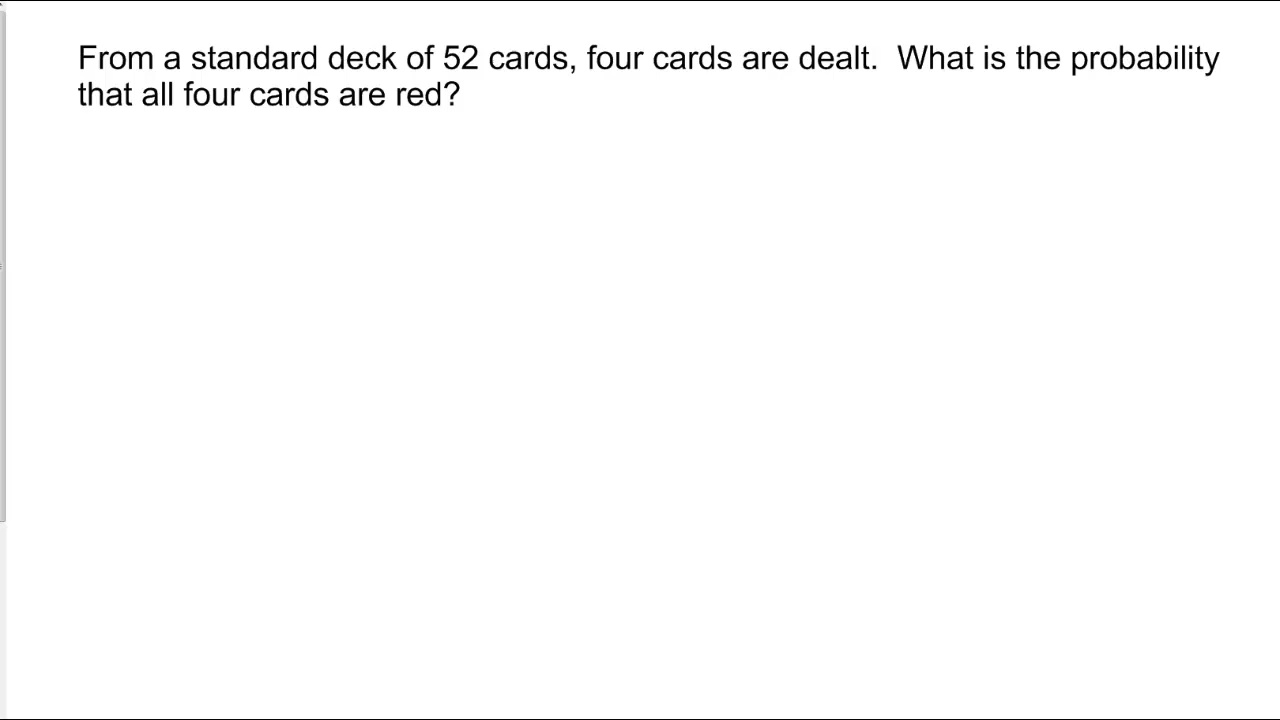 From a standard deck of 52 cards, four cards are dealt.  What is the probability
that all four cards are red?